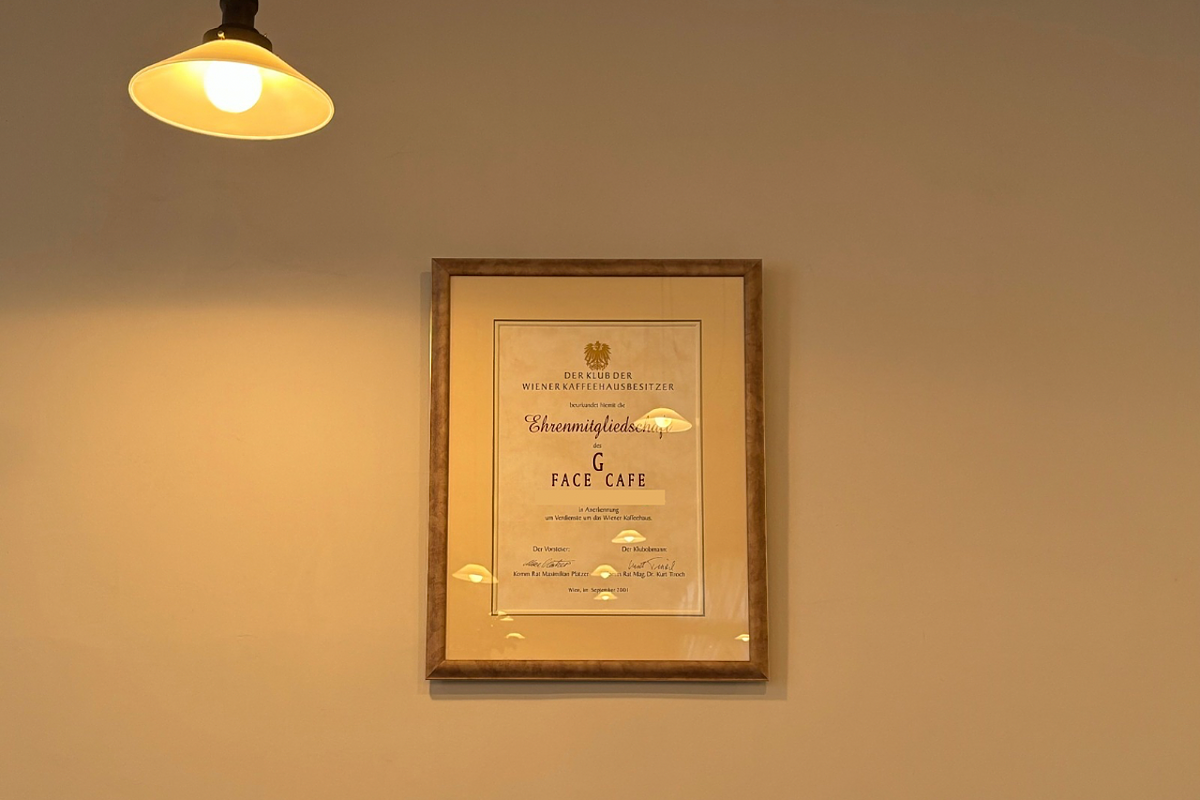 DER KLUB DER
WIENER KAFFEEHAUSBESITZER
beurkundet hiemit die
Ehrenmitgliedschaft
des
G
FACE CAFE
in Anerkennung
um Verdienste um das Wiener Kaffeehaus
Der Vorsteher: Der Klubobmann:
Komm Rat Maximilian Platzer Rat Mag. Dr. Kurt Tiroch
Wien, im September 2001